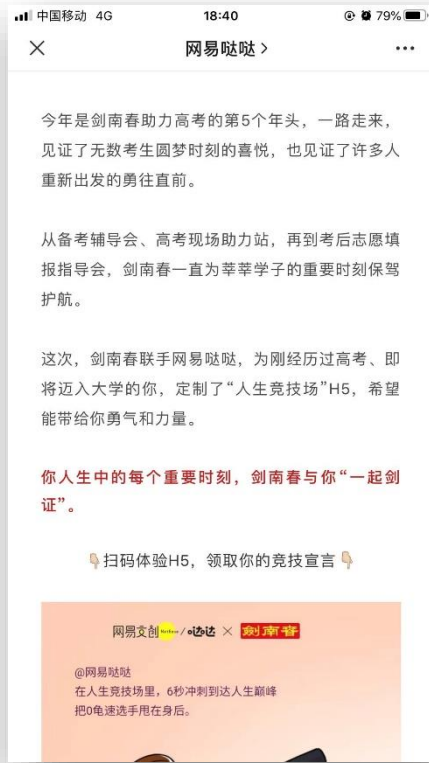 中国移动 4G 18:40 79%
网易哒哒
今年是剑南春助力高考的第5个年头，一路走来，
见证了无数考生圆梦时刻的喜悦，也见证了许多人
重新出发的勇往直前。
从备考辅导会、高考现场助力站，再到考后志愿填
报指导会，剑南春一直为莘莘学子的重要时刻保驾
护航。
这次，剑南春联手网易哒哒，为刚经历过高考、即
将迈入大学的你，定制了“人生竞技场”H5，希望
能带给你勇气和力量。
你人生中的每个重要时刻，剑南春与你“一起剑
证”。
👇🏻扫码体验H5，领取你的竞技宣言👇🏻
网易文创 / 哒哒 × 劍南春
@网易哒哒
在人生竞技场里，6秒冲刺到达人生巅峰
把0龟速选手甩在身后。